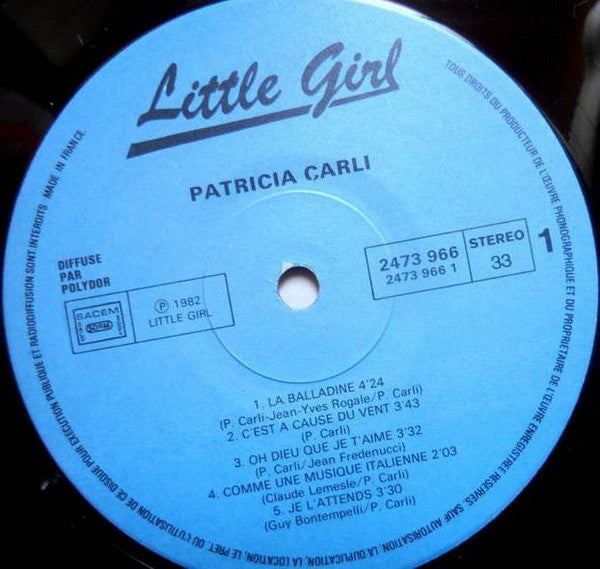 Little Girl
PATRICIA CARLI
DIFFUSE
PAR
POLYDOR
SACEM
SDRM
Ⓟ 1982
LITTLE GIRL
2473 966
2473 966 1
STEREO
33
1
1. LA BALLADINE 4'24
(P. Carli-Jean-Yves Rogale/P. Carli)
2. C'EST A CAUSE DU VENT 3'43
(P. Carli)
3. OH DIEU QUE JE T'AIME 3'32
(P. Carli/Jean Fredenucci)
4. COMME UNE MUSIQUE ITALIENNE 2'03
(Claude Lemesle/P. Carli)
5. JE L'ATTENDS 3'30
(Guy Bontempelli/P. Carli)
TOUS DROITS DU PRODUCTEUR DE L'ŒUVRE PHONOGRAPHIQUE ET DU PROPRIETAIRE DE L'ŒUVRE ENREGISTREE RESERVES. SAUF AUTORISATION, LA DUPLICATION, LA LOCATION, LE PRET, OU L'UTILISATION DE CE DISQUE POUR EXECUTION PUBLIQUE ET RADIODIFFUSION SONT INTERDITS MADE IN FRANCE.